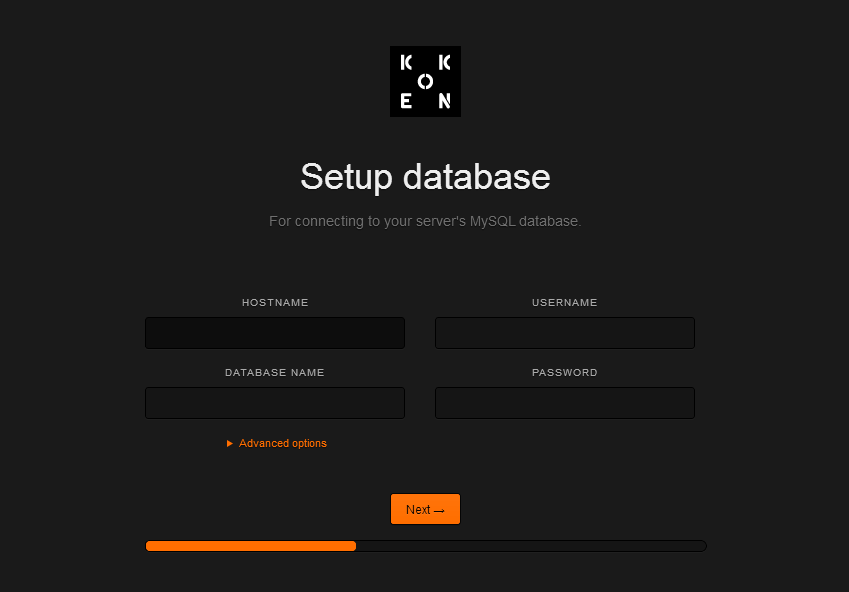 K K
O
E N
Setup database
For connecting to your server's MySQL database.
HOSTNAME
USERNAME
DATABASE NAME
PASSWORD
► Advanced options
Next →